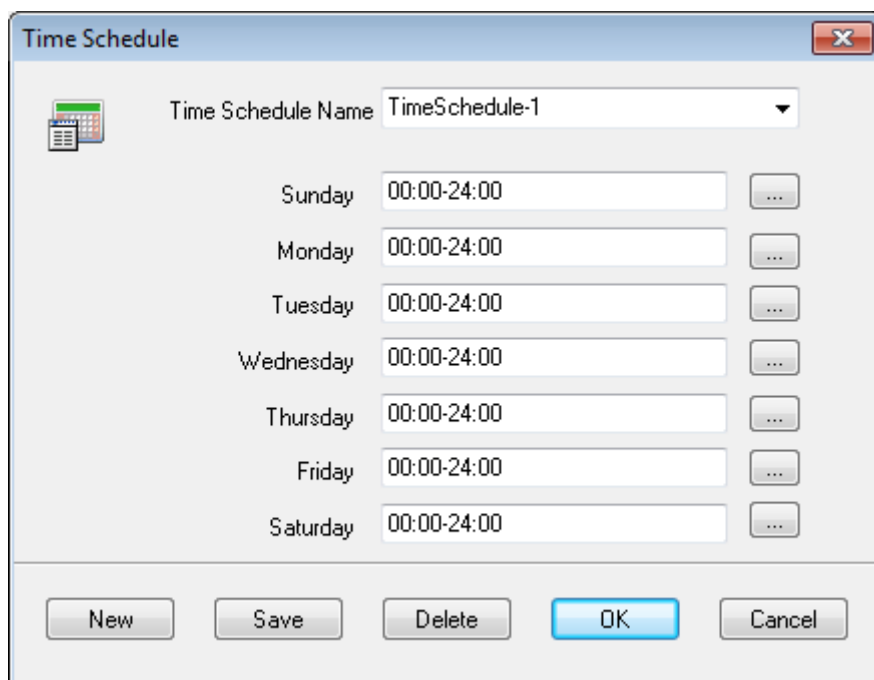 Time Schedule
Time Schedule Name TimeSchedule-1
Sunday 00:00-24:00 ...
Monday 00:00-24:00 ...
Tuesday 00:00-24:00 ...
Wednesday 00:00-24:00 ...
Thursday 00:00-24:00 ...
Friday 00:00-24:00 ...
Saturday 00:00-24:00 ...
New Save Delete OK Cancel